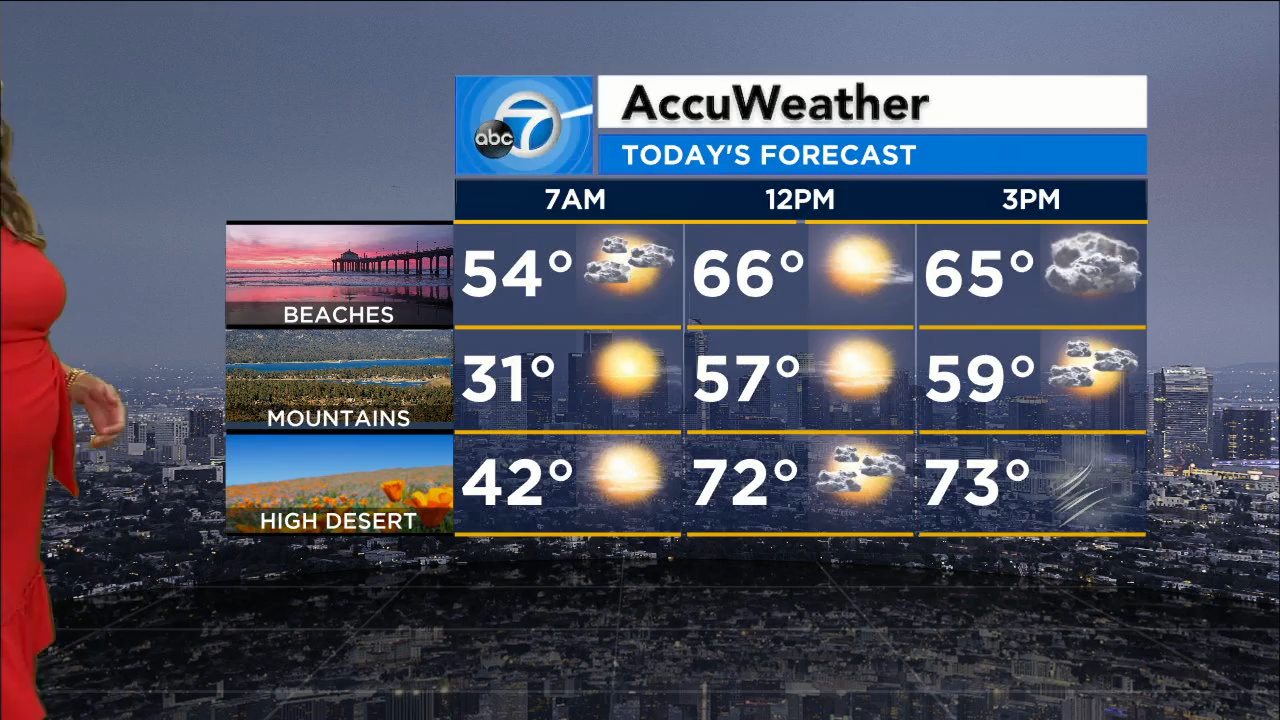 abc 7
AccuWeather
TODAY'S FORECAST
7AM 12PM 3PM
BEACHES 54° 66° 65°
MOUNTAINS 31° 57° 59°
HIGH DESERT 42° 72° 73°